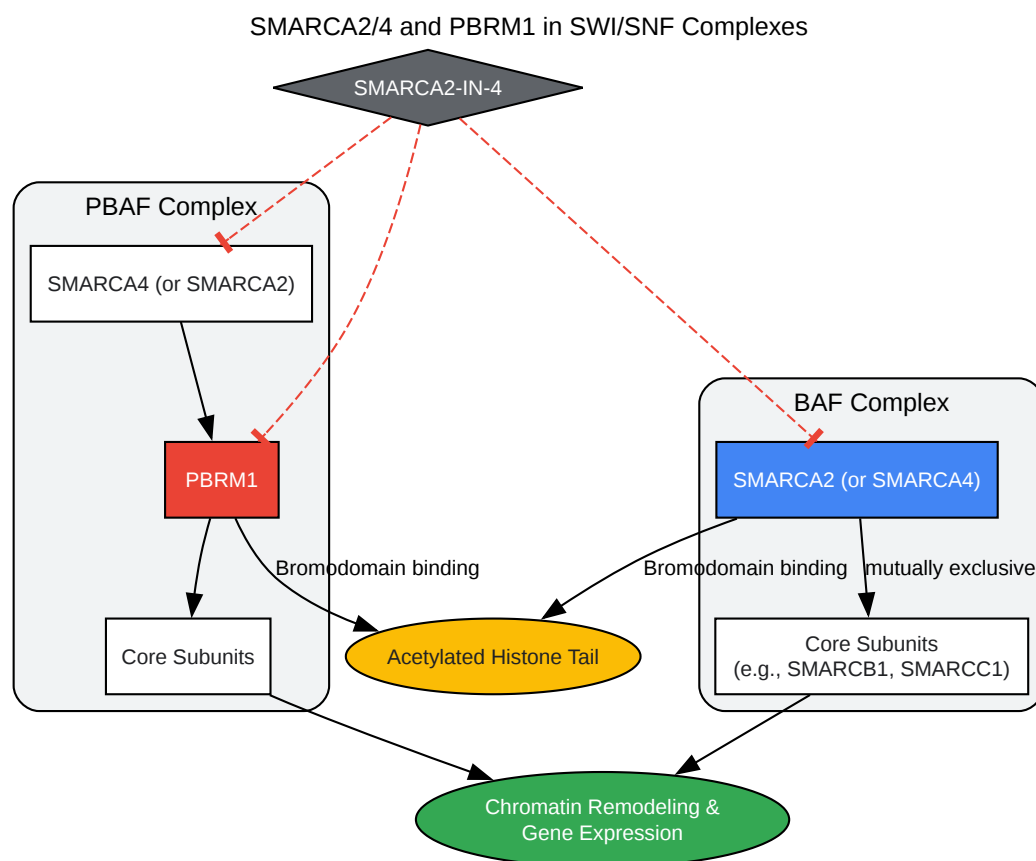 SMARCA2/4 and PBRM1 in SWI/SNF Complexes
SMARCA2-IN-4
PBAF Complex
SMARCA4 (or SMARCA2)
BAF Complex
PBRM1
SMARCA2 (or SMARCA4)
Bromodomain binding
Bromodomain binding
mutually exclusive
Core Subunits
Acetylated Histone Tail
Core Subunits
(e.g., SMARCB1, SMARCC1)
Chromatin Remodeling &
Gene Expression